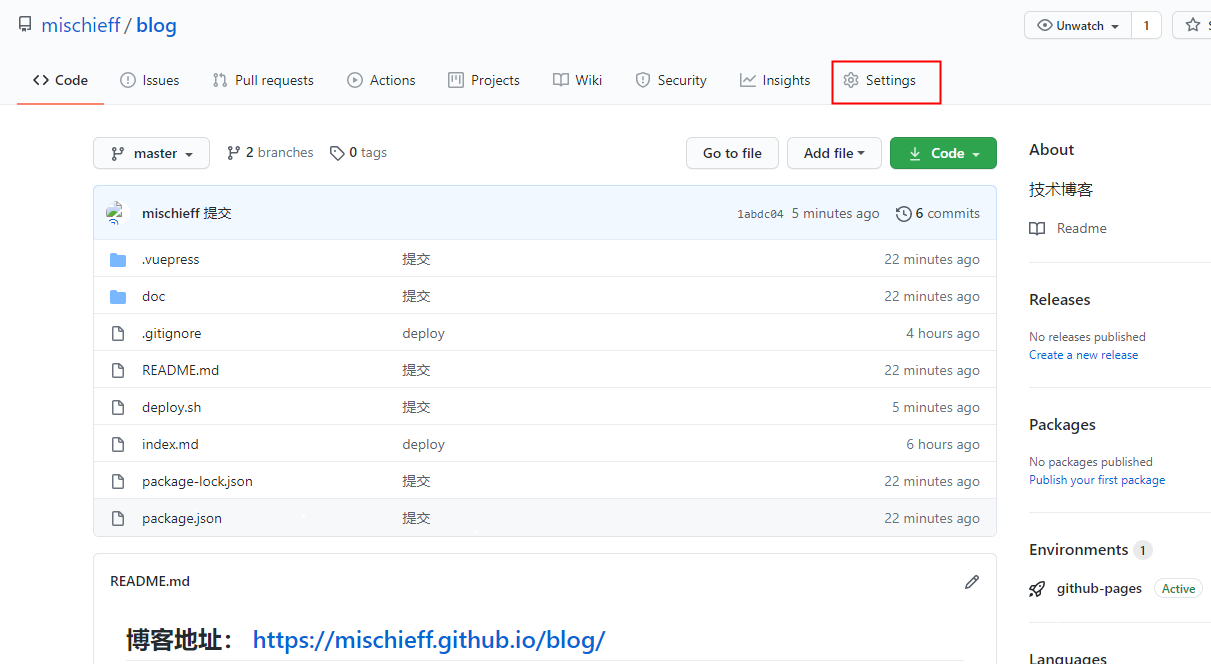 mischieff / blog
Unwatch 1
Code Issues Pull requests Actions Projects Wiki Security Insights Settings
master 2 branches 0 tags Go to file Add file Code
mischieff 提交 1abdc04 5 minutes ago 6 commits
.vuepress 提交 22 minutes ago
doc 提交 22 minutes ago
.gitignore deploy 4 hours ago
README.md 提交 22 minutes ago
deploy.sh 提交 5 minutes ago
index.md deploy 6 hours ago
package-lock.json 提交 22 minutes ago
package.json 提交 22 minutes ago
README.md
博客地址： https://mischieff.github.io/blog/
About
技术博客
Readme
Releases
No releases published
Create a new release
Packages
No packages published
Publish your first package
Environments 1
github-pages Active
Languages